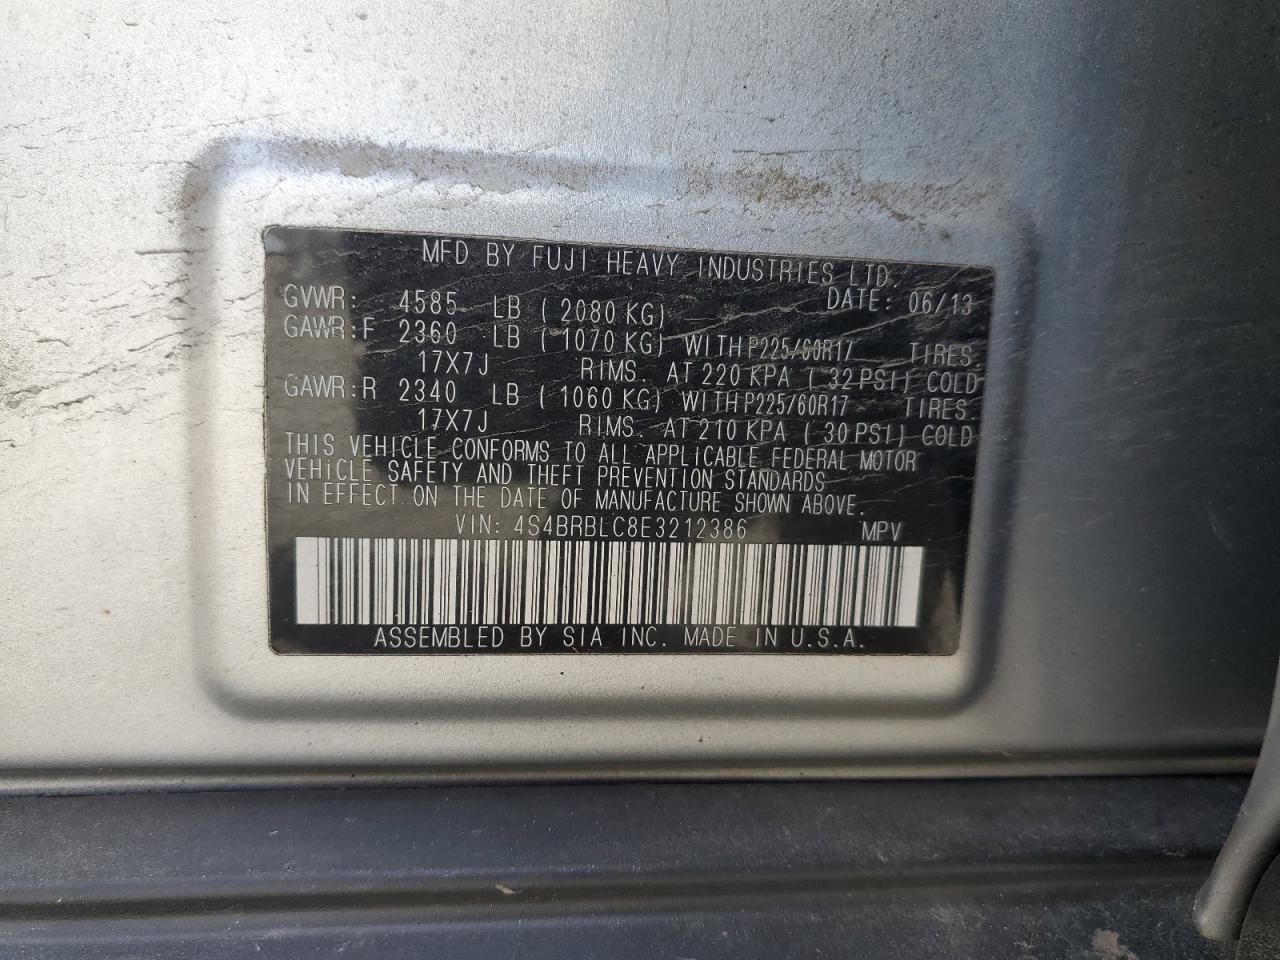 MFD BY FUJI HEAVY INDUSTRIES LTD.
DATE: 06/13
GVWR: 4585 LB ( 2080 KG)
GAWR:F 2360 LB ( 1070 KG) WITH P225/60R17 TIRES.
17X7J RIMS. AT 220 KPA ( 32 PSI) COLD
GAWR:R 2340 LB ( 1060 KG) WITH P225/60R17 TIRES.
17X7J RIMS. AT 210 KPA ( 30 PSI) COLD
THIS VEHICLE CONFORMS TO ALL APPLICABLE FEDERAL MOTOR
VEHICLE SAFETY AND THEFT PREVENTION STANDARDS
IN EFFECT ON THE DATE OF MANUFACTURE SHOWN ABOVE.
VIN: 4S4BRBLC8E3212386 MPV
ASSEMBLED BY SIA INC. MADE IN U.S.A.